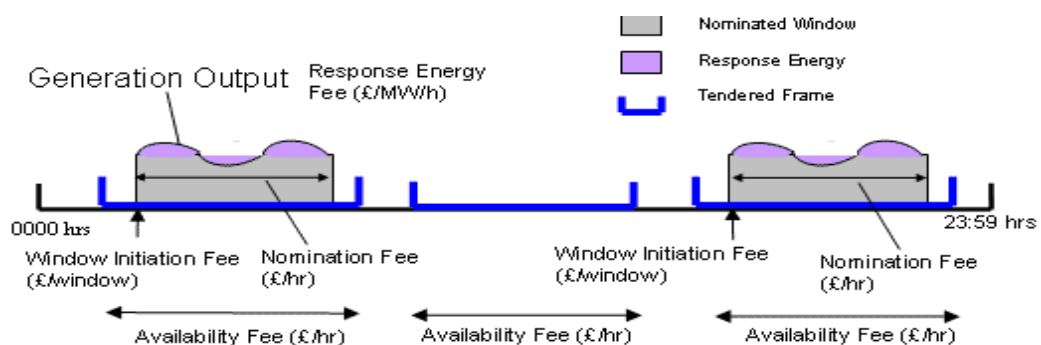 Nominated Window
Response Energy
Tendered Frame
Generation Output
Response Energy
Fee (£/MW/h)
0000 hrs
23:59 hrs
Window Initiation Fee
(£/window)
Nomination Fee
(£/hr)
Window Initiation Fee
(£/window)
Nomination Fee
(£/hr)
Availability Fee (£/hr)
Availability Fee (£/hr)
Availability Fee (£/hr)